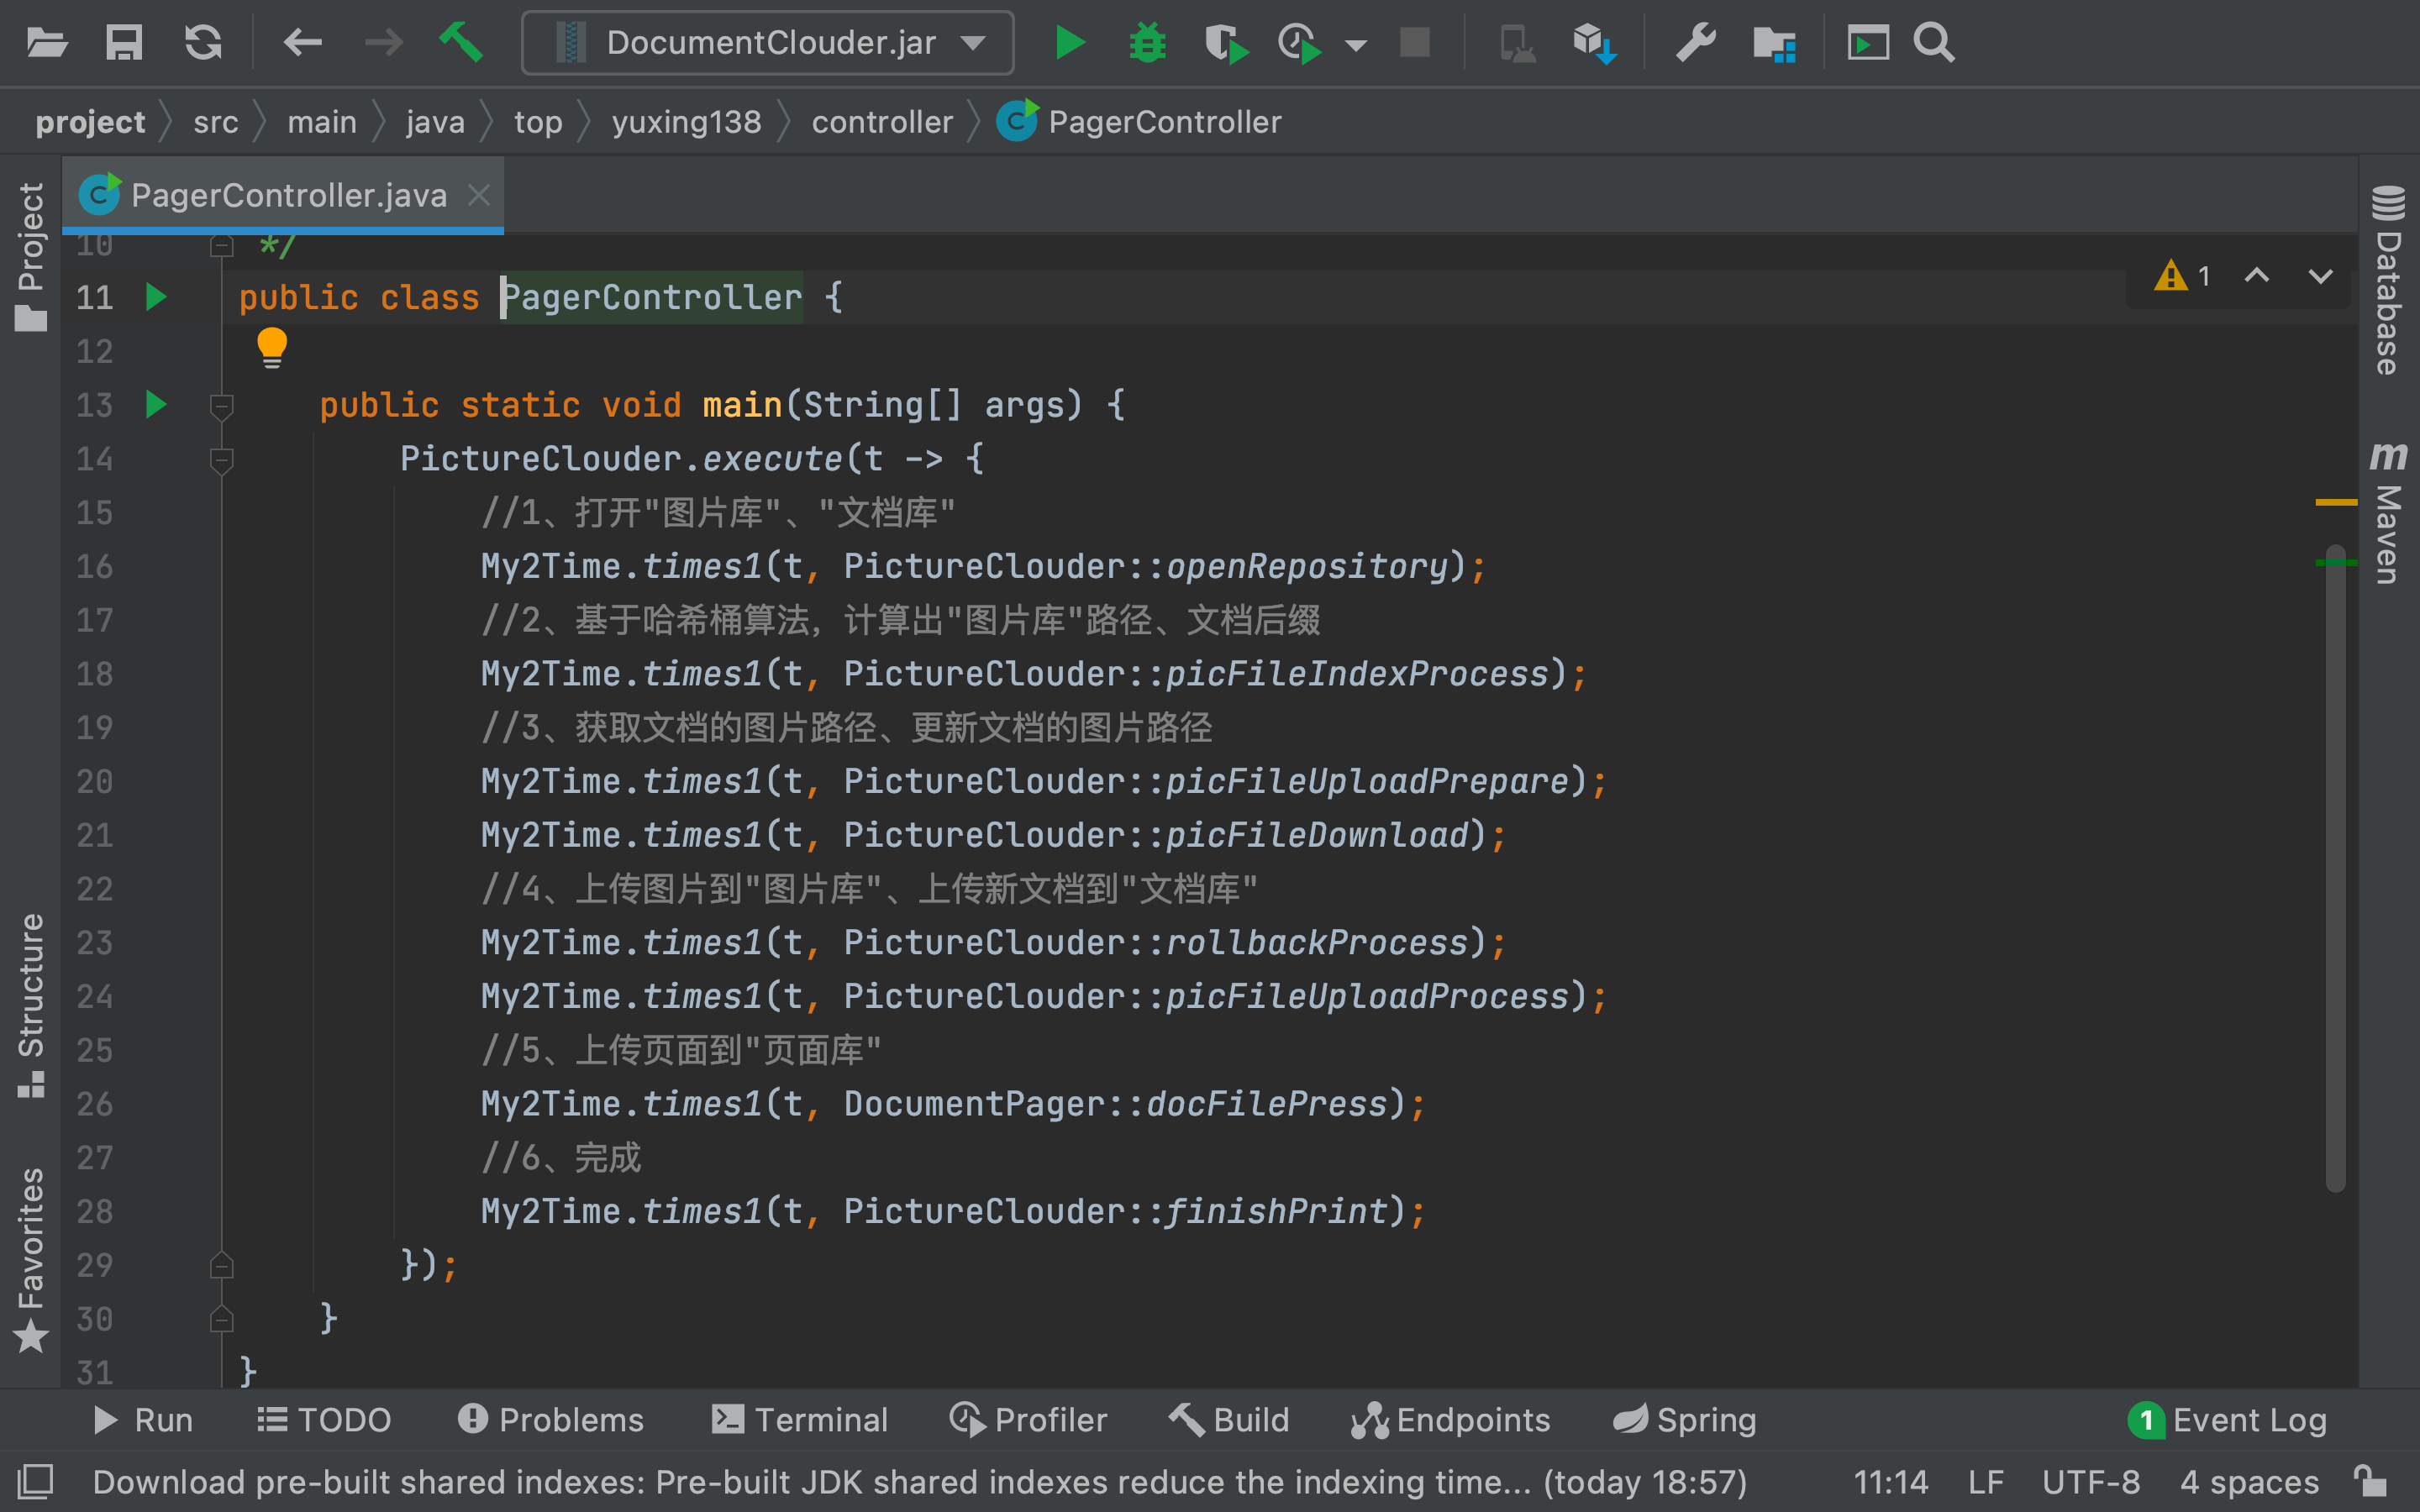 DocumentClouder.jar
project src main java top yuxing138 controller PagerController
Project
PagerController.java
Database
Maven
10 */
11 public class PagerController {
1
12
13 public static void main(String[] args) {
14 PictureClouder.execute(t -> {
15 //1、打开"图片库"、"文档库"
16 My2Time.times1(t, PictureClouder::openRepository);
17 //2、基于哈希桶算法，计算出"图片库"路径、文档后缀
18 My2Time.times1(t, PictureClouder::picFileIndexProcess);
19 //3、获取文档的图片路径、更新文档的图片路径
20 My2Time.times1(t, PictureClouder::picFileUploadPrepare);
21 My2Time.times1(t, PictureClouder::picFileDownload);
22 //4、上传图片到"图片库"、上传新文档到"文档库"
23 My2Time.times1(t, PictureClouder::rollbackProcess);
24 My2Time.times1(t, PictureClouder::picFileUploadProcess);
25 //5、上传页面到"页面库"
26 My2Time.times1(t, DocumentPager::docFilePress);
27 //6、完成
28 My2Time.times1(t, PictureClouder::finishPrint);
29 });
30 }
31 }
Structure
Favorites
Run TODO Problems Terminal Profiler Build Endpoints Spring 1 Event Log
Download pre-built shared indexes: Pre-built JDK shared indexes reduce the indexing time... (today 18:57) 11:14 LF UTF-8 4 spaces